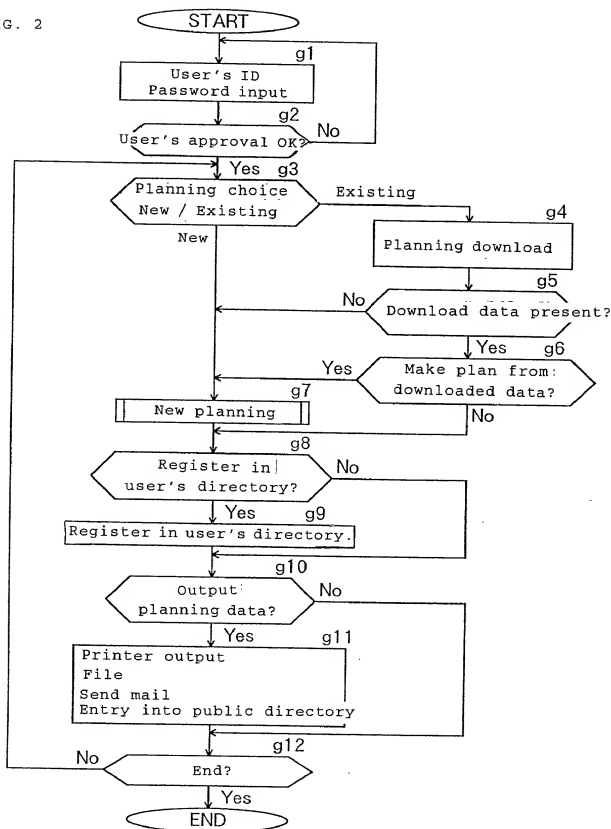 G. 2
START
g1
User's ID
Password input
g2
User's approval OK?
No
Yes
g3
Planning choice
New / Existing
Existing
New
g4
Planning download
g5
No
Download data present?
Yes
g6
Yes
Make plan from:
downloaded data?
No
g7
New planning
g8
Register in
user's directory?
No
Yes
g9
Register in user's directory.
g10
Output
planning data?
No
Yes
g11
Printer output
File
Send mail
Entry into public directory
g12
No
End?
Yes
END